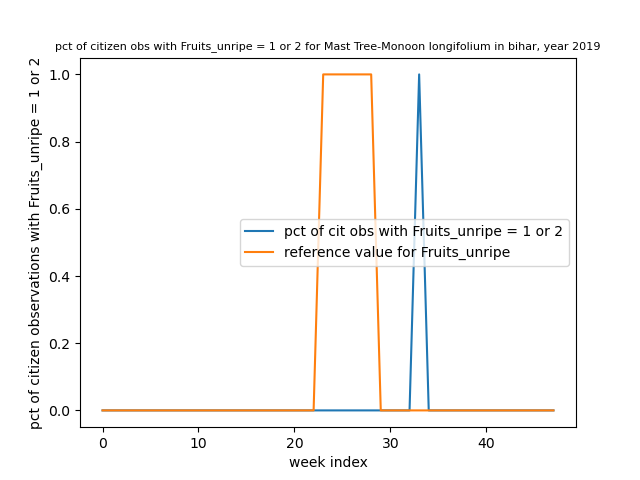 pct of citizen obs with Fruits_unripe = 1 or 2 for Mast Tree-Monoon longifolium in bihar, year 2019
pct of citizen observations with Fruits_unripe = 1 or 2
1.0
0.8
0.6
0.4
0.2
0.0
pct of cit obs with Fruits_unripe = 1 or 2
reference value for Fruits_unripe
0
10
20
30
40
week index